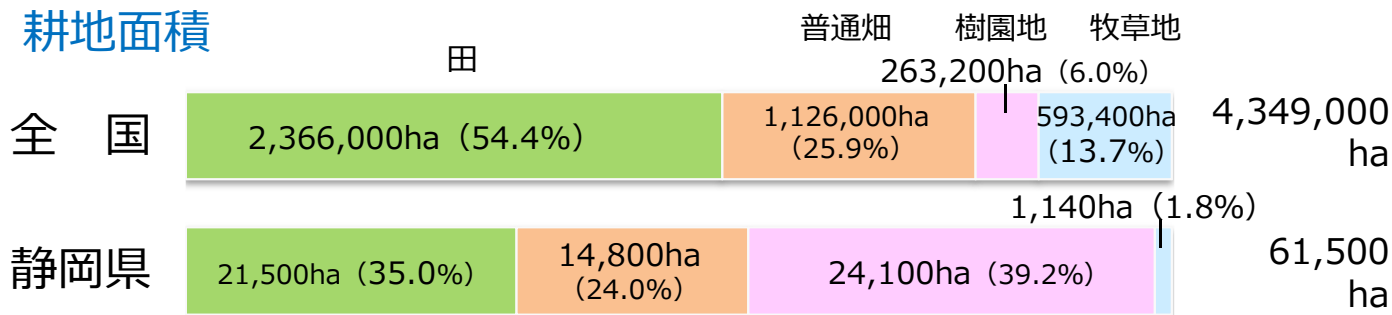 耕地面積
田
普通畑
樹園地
牧草地
263,200ha（6.0%）
全　国
2,366,000ha（54.4%）
1,126,000ha
（25.9%）
593,400ha
（13.7%）
4,349,000
ha
1,140ha（1.8%）
静岡県
21,500ha（35.0%）
14,800ha
（24.0%）
24,100ha（39.2%）
61,500
ha